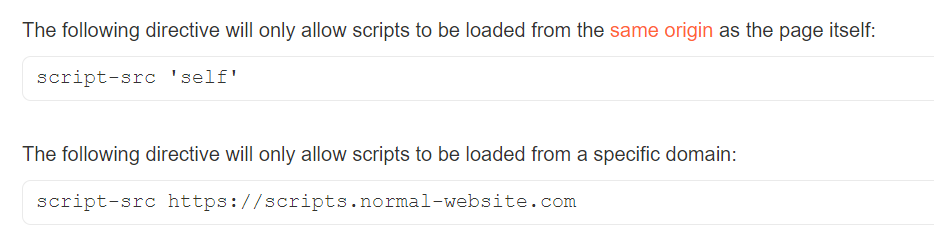 The following directive will only allow scripts to be loaded from the same origin as the page itself:
script-src 'self'
The following directive will only allow scripts to be loaded from a specific domain:
script-src https://scripts.normal-website.com